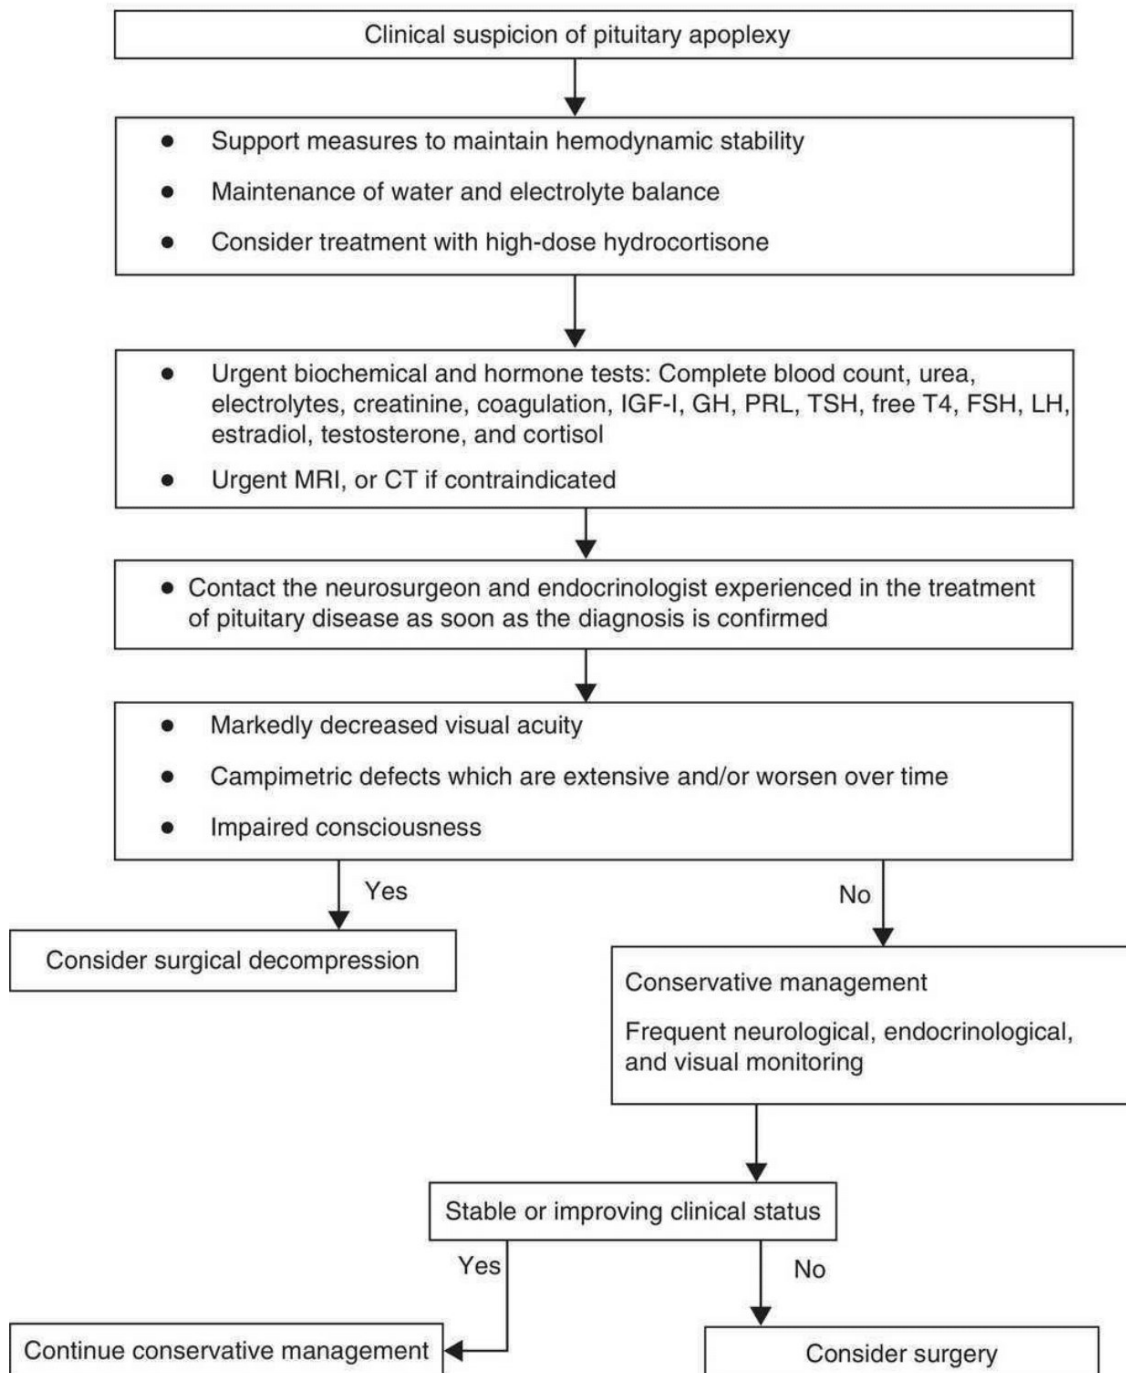 Clinical suspicion of pituitary apoplexy
● Support measures to maintain hemodynamic stability
● Maintenance of water and electrolyte balance
● Consider treatment with high-dose hydrocortisone
● Urgent biochemical and hormone tests: Complete blood count, urea,
electrolytes, creatinine, coagulation, IGF-I, GH, PRL, TSH, free T4, FSH, LH,
estradiol, testosterone, and cortisol
● Urgent MRI, or CT if contraindicated
● Contact the neurosurgeon and endocrinologist experienced in the treatment
of pituitary disease as soon as the diagnosis is confirmed
● Markedly decreased visual acuity
● Campimetric defects which are extensive and/or worsen over time
● Impaired consciousness
Yes
No
Consider surgical decompression
Conservative management
Frequent neurological, endocrinological,
and visual monitoring
Stable or improving clinical status
Yes
No
Continue conservative management
Consider surgery